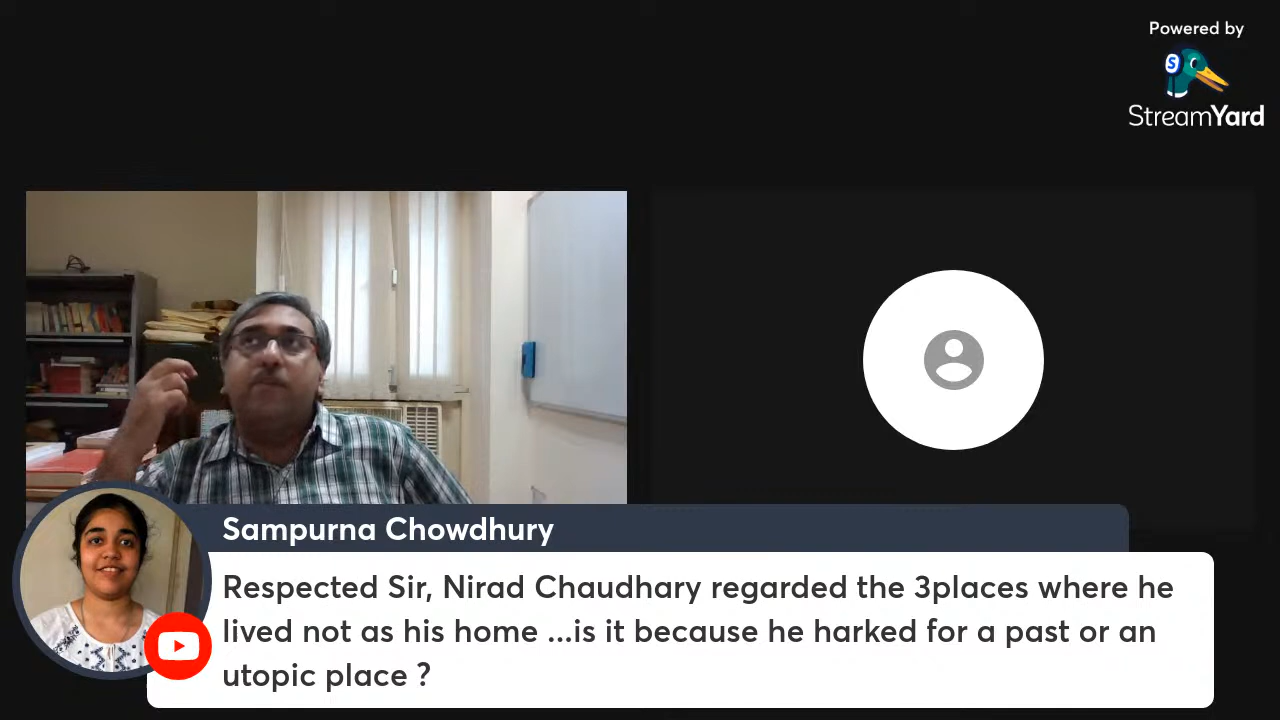 Powered by
S
StreamYard
Sampurna Chowdhury
Respected Sir, Nirad Chaudhary regarded the 3places where he
lived not as his home ...is it because he harked for a past or an
utopic place ?